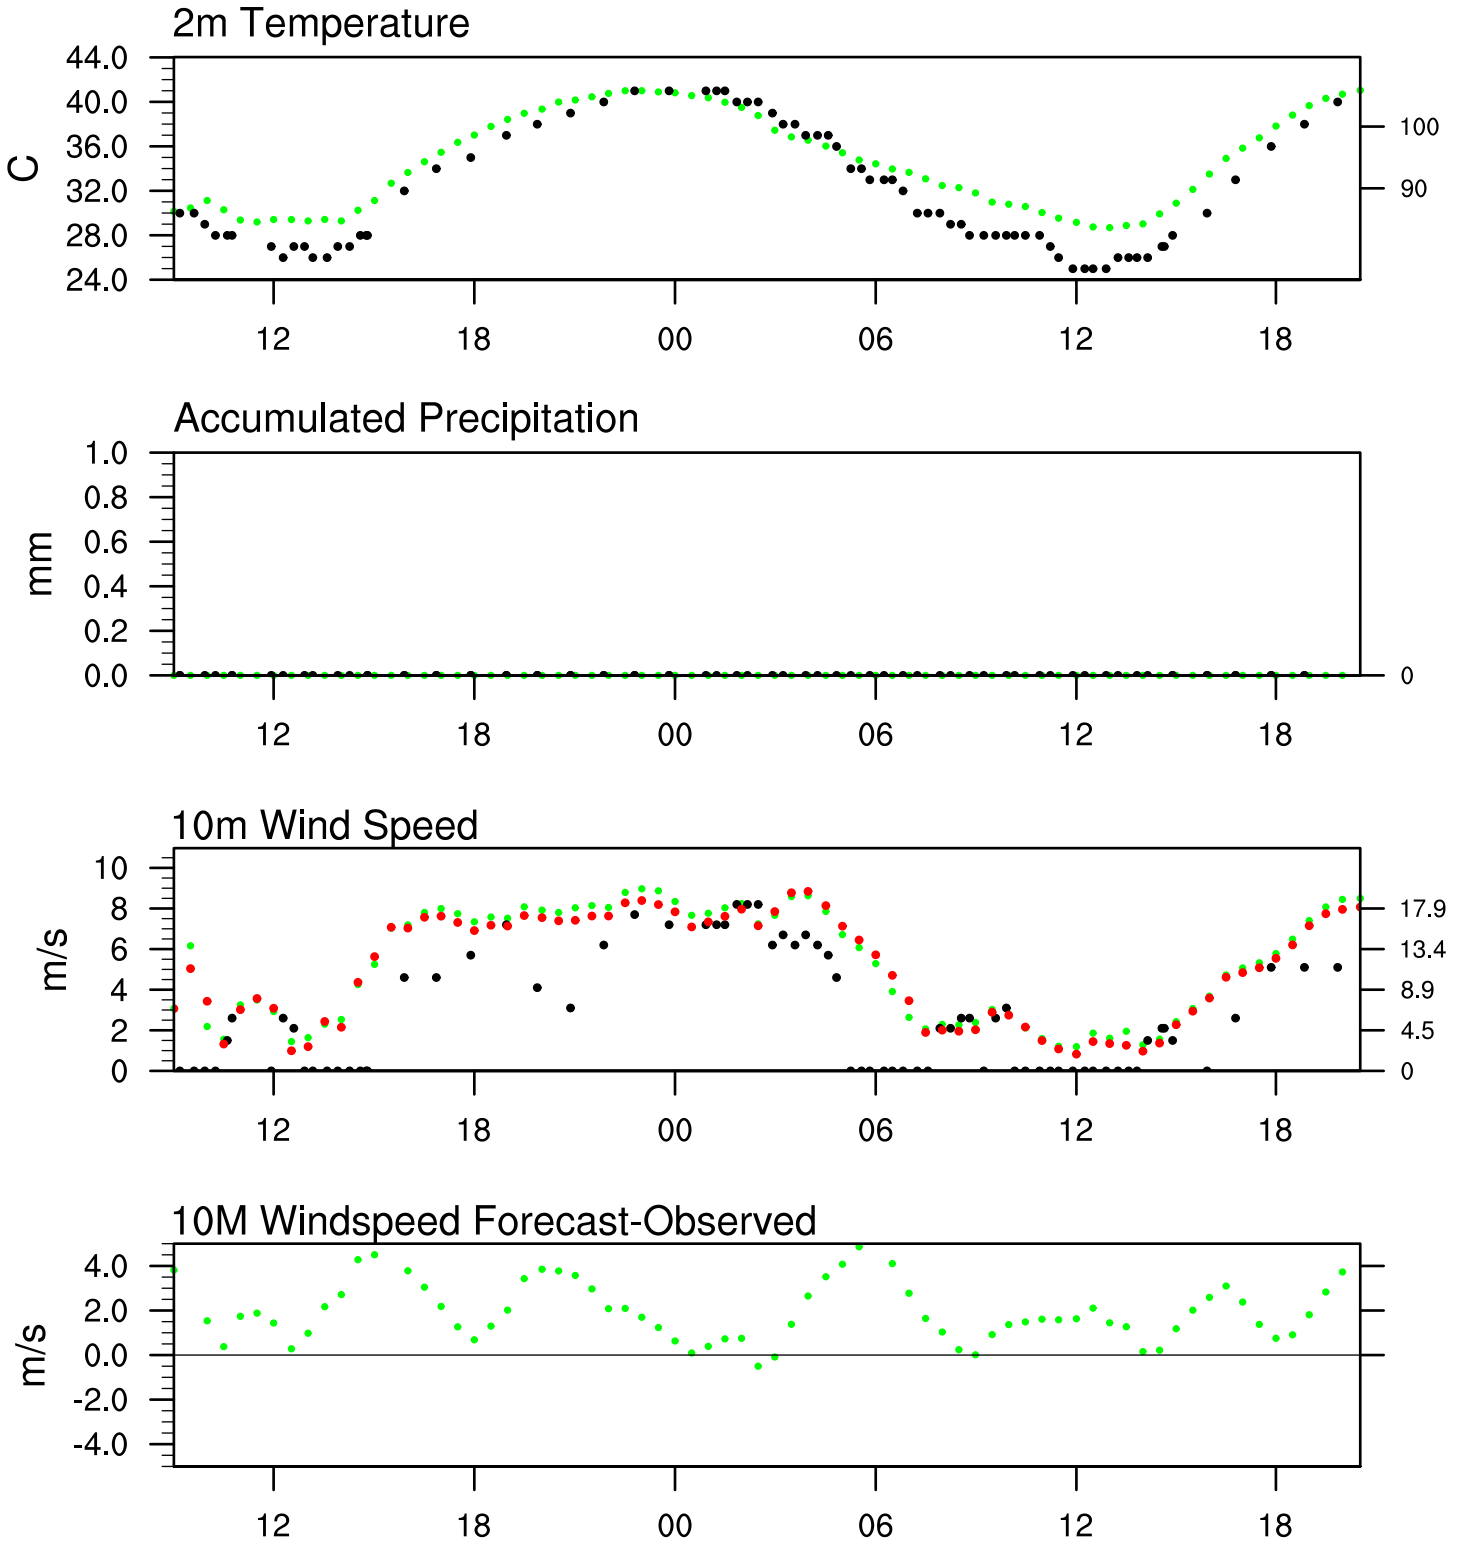 2m Temperature
44.0
40.0
36.0
32.0
28.0
24.0
C
100
90
12 18 00 06 12 18
Accumulated Precipitation
1.0
0.8
0.6
0.4
0.2
0.0
mm
0
12 18 00 06 12 18
10m Wind Speed
10
8
6
4
2
0
m/s
17.9
13.4
8.9
4.5
0
12 18 00 06 12 18
10M Windspeed Forecast-Observed
4.0
2.0
0.0
-2.0
-4.0
m/s
12 18 00 06 12 18